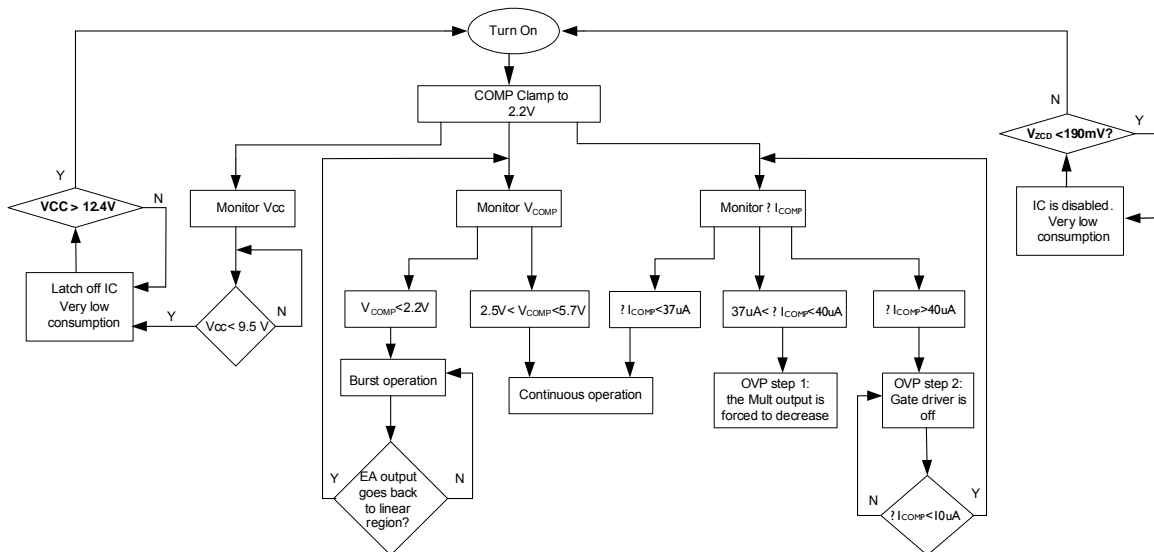 Turn On
COMP Clamp to
2.2V
N
Y
VZCD <190mV?
Y
N
VCC > 12.4V
Monitor Vcc
Monitor VCOMP
Monitor ? ICOMP
IC is disabled.
Very low
consumption
Latch off IC
Very low
consumption
Y
Vcc< 9.5 V
N
VCOMP<2.2V
2.5V< VCOMP<5.7V
? ICOMP<37uA
37uA< ? ICOMP<40uA
? ICOMP>40uA
Burst operation
Continuous operation
OVP step 1:
the Mult output is
forced to decrease
OVP step 2:
Gate driver is
off
Y
EA output
goes back
to linear
region?
N
N
? ICOMP<10uA
Y